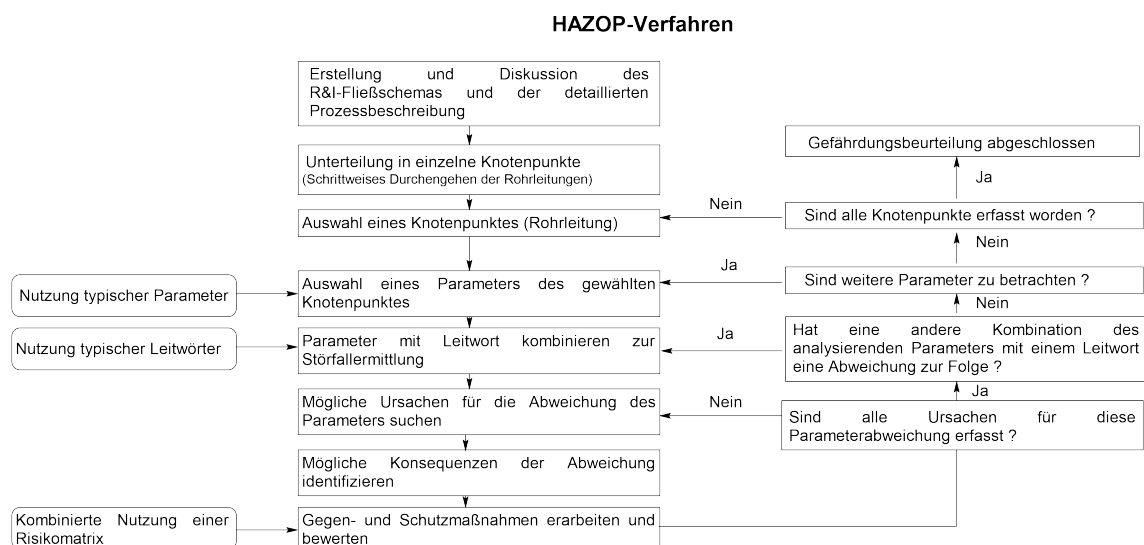 HAZOP-Verfahren
Erstellung und Diskussion des
R&I-Fließschemas und der detaillierten
Prozessbeschreibung
Unterteilung in einzelne Knotenpunkte
(Schrittweises Durchengehen der Rohrleitungen)
Auswahl eines Knotenpunktes (Rohrleitung)
Nutzung typischer Parameter
Auswahl eines Parameters des gewählten
Knotenpunktes
Nutzung typischer Leitwörter
Parameter mit Leitwort kombinieren zur
Störfallermittlung
Mögliche Ursachen für die Abweichung des
Parameters suchen
Mögliche Konsequenzen der Abweichung
identifizieren
Kombinierte Nutzung einer
Risikomatrix
Gegen- und Schutzmaßnahmen erarbeiten und
bewerten
Gefährdungsbeurteilung abgeschlossen
Ja
Nein
Sind alle Knotenpunkte erfasst worden ?
Nein
Ja
Sind weitere Parameter zu betrachten ?
Nein
Ja
Hat eine andere Kombination des
analysierenden Parameters mit einem Leitwort
eine Abweichung zur Folge ?
Ja
Nein
Sind alle Ursachen für diese
Parameterabweichung erfasst ?